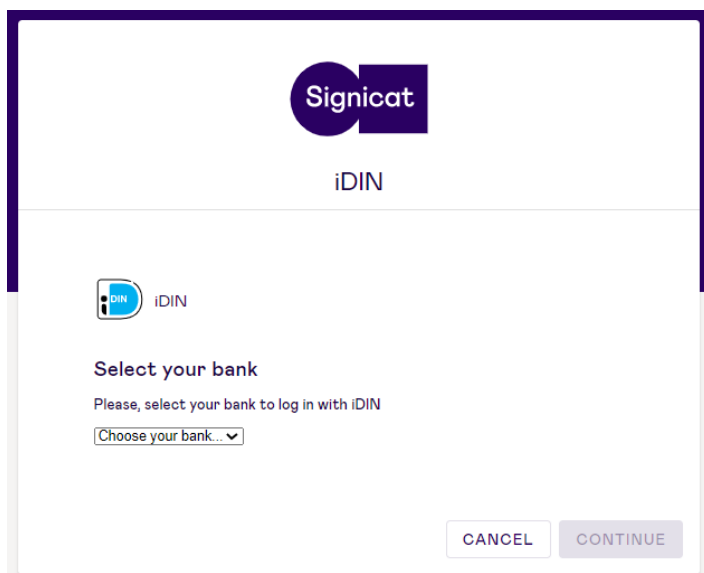 Signicat
iDIN
iDIN iDIN
Select your bank
Please, select your bank to log in with iDIN
Choose your bank...
CANCEL CONTINUE